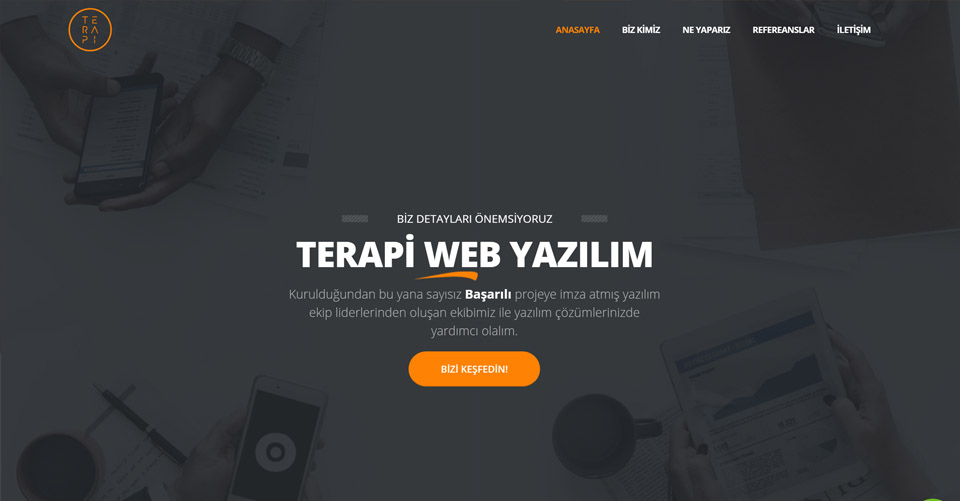 TE
RA
PI
ANASAYFA BİZ KİMİZ NE YAPARIZ REFEREANSLAR İLETİŞİM
BİZ DETAYLARI ÖNEMSİYORUZ
TERAPİ WEB YAZILIM
Kurulduğundan bu yana sayısız Başarılı projeye imza atmış yazılım
ekip liderlerinden oluşan ekibimiz ile yazılım çözümlerinizde
yardımcı olalım.
BİZİ KEŞFEDİN!